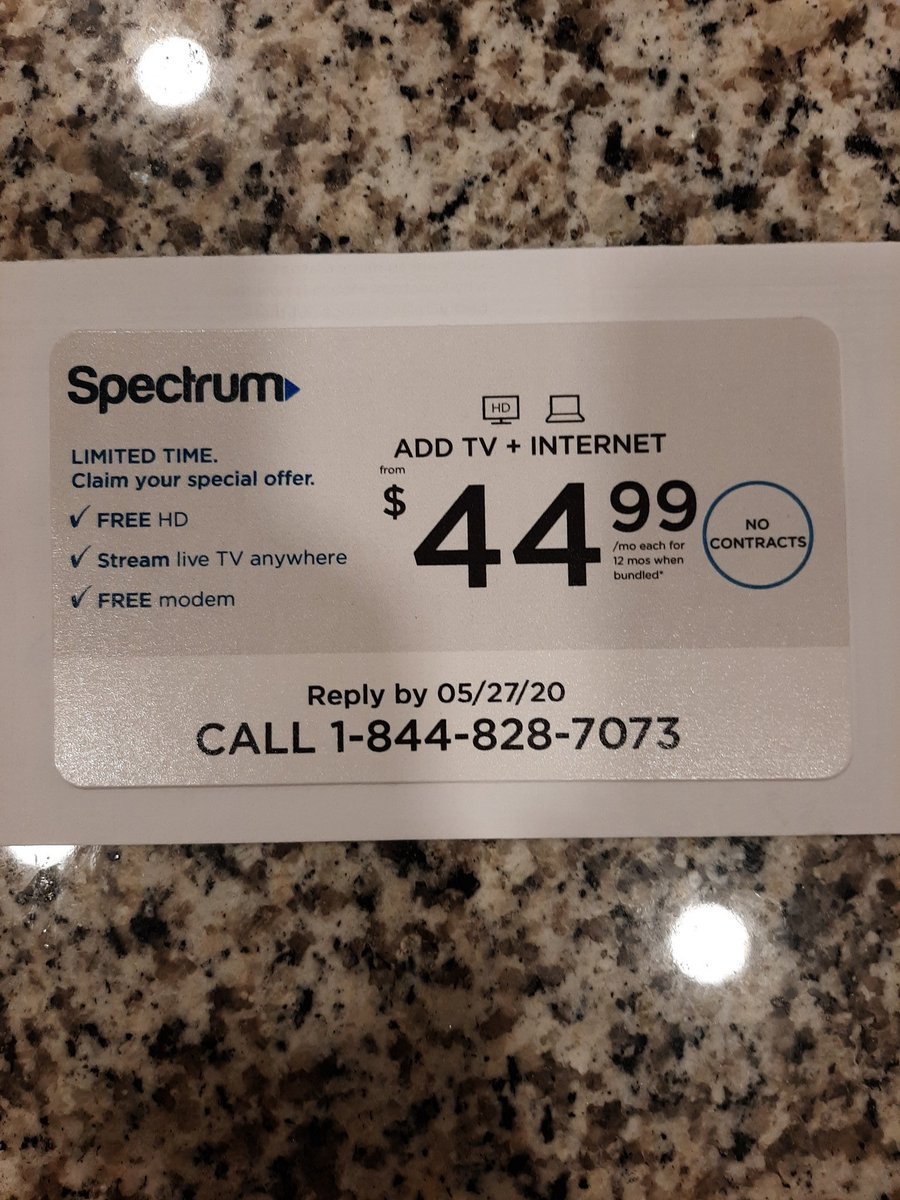 Spectrum
LIMITED TIME.
Claim your special offer.
✓ FREE HD
✓ Stream live TV anywhere
✓ FREE modem
HD
ADD TV + INTERNET
from
$44 99
/mo each for
12 mos when
bundled*
NO
CONTRACTS
Reply by 05/27/20
CALL 1-844-828-7073